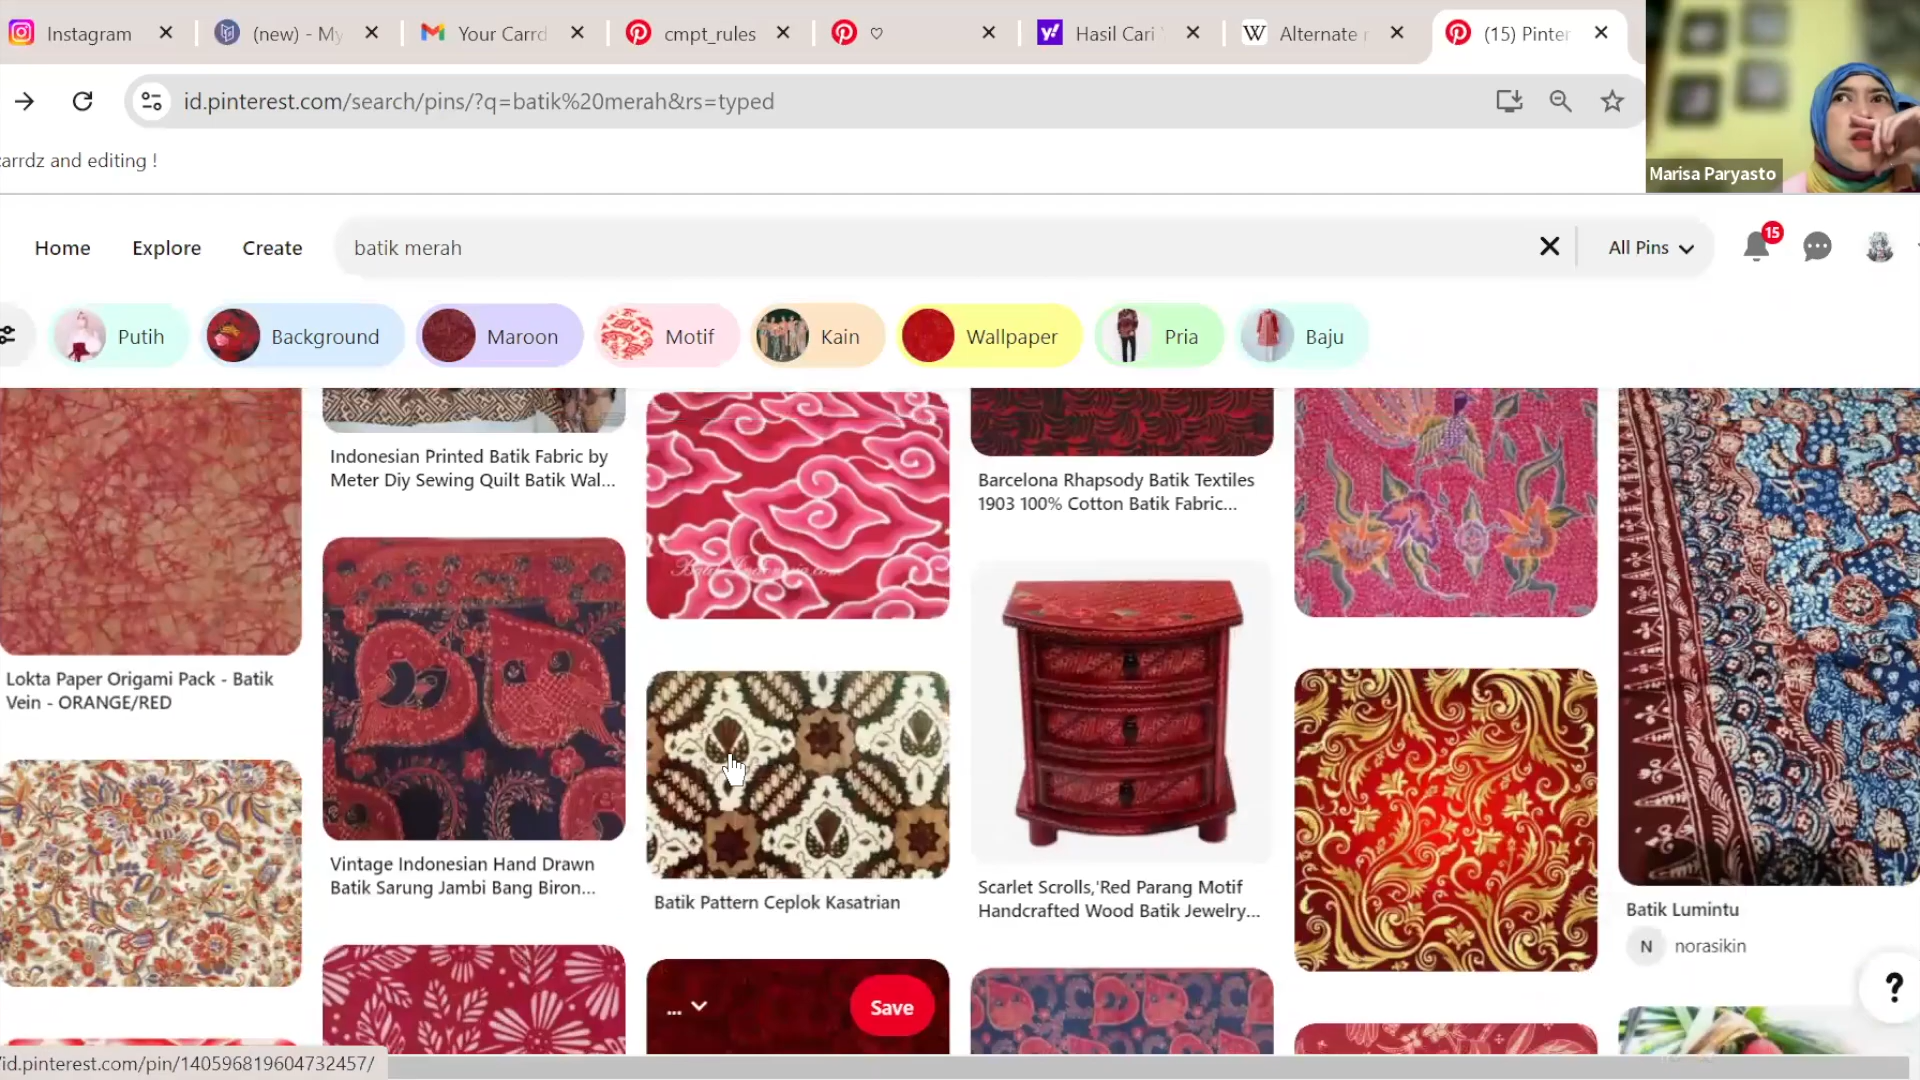 Instagram
(new) - My
Your Carrd
cmpt_rules
♡
Hasil Cari
Alternate
(15) Pinter
id.pinterest.com/search/pins/?q=batik%20merah&rs=typed
carrdz and editing !
Marisa Paryasto
Home
Explore
Create
batik merah
All Pins
15
Putih
Background
Maroon
Motif
Kain
Wallpaper
Pria
Baju
Indonesian Printed Batik Fabric by
Meter Diy Sewing Quilt Batik Wal...
Barcelona Rhapsody Batik Textiles
1903 100% Cotton Batik Fabric...
Lokta Paper Origami Pack - Batik
Vein - ORANGE/RED
Vintage Indonesian Hand Drawn
Batik Sarung Jambi Bang Biron...
Batik Pattern Ceplok Kasatrian
Scarlet Scrolls,'Red Parang Motif
Handcrafted Wood Batik Jewelry...
Batik Lumintu
N
norasikin
...
Save
?
id.pinterest.com/pin/140596819604732457/